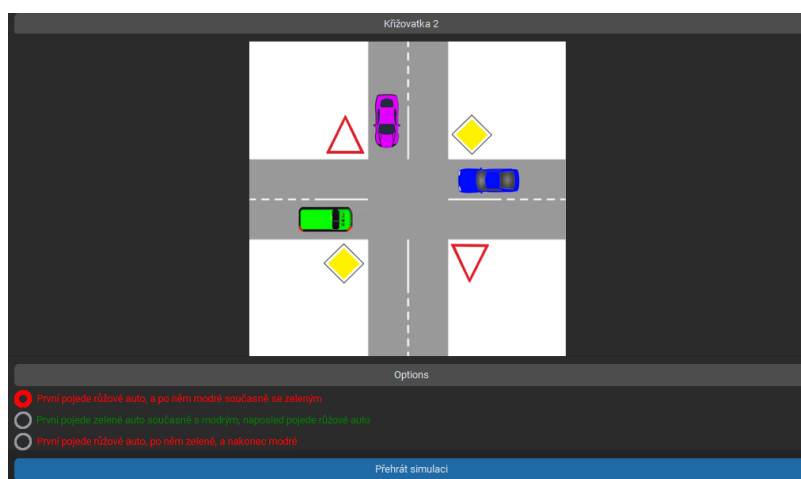 Křižovatka 2
Options
První pojede růžové auto, a po něm modré současně se zeleným
První pojede zelené auto současně s modrým, naposled pojede růžové auto
První pojede růžové auto, po něm zelené, a nakonec modré
Přehrát simulaci